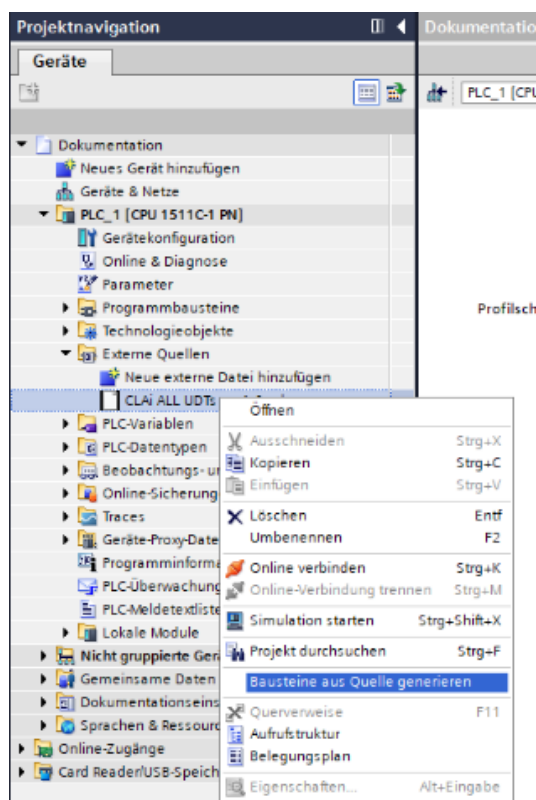 Projektnavigation
Dokumentatio
Geräte
PLC_1 [CPU
Dokumentation
Neues Gerät hinzufügen
Geräte & Netze
PLC_1 [CPU 1511C-1 PN]
Gerätekonfiguration
Online & Diagnose
Parameter
Programmbausteine
Profilsch
Technologieobjekte
Externe Quellen
Neue externe Datei hinzufügen
CLAi ALL UDTs
PLC-Variablen
PLC-Datentypen
Beobachtungs- ur
Online-Sicherung
Traces
Geräte-Proxy-Date
Programminforma
PLC-Überwachung
PLC-Meldetextliste
Lokale Module
Nicht gruppierte Gerä
Gemeinsame Daten
Dokumentationseins
Sprachen & Ressourc
Online-Zugänge
Card Reader/USB-Speich
Öffnen
Ausschneiden Strg+X
Kopieren Strg+C
Einfügen Strg+V
Löschen Entf
Umbenennen F2
Online verbinden Strg+K
Online-Verbindung trennen Strg+M
Simulation starten Strg+Shift+X
Projekt durchsuchen Strg+F
Bausteine aus Quelle generieren
Querverweise F11
Aufrufstruktur
Belegungsplan
Eigenschaften... Alt+Eingabe